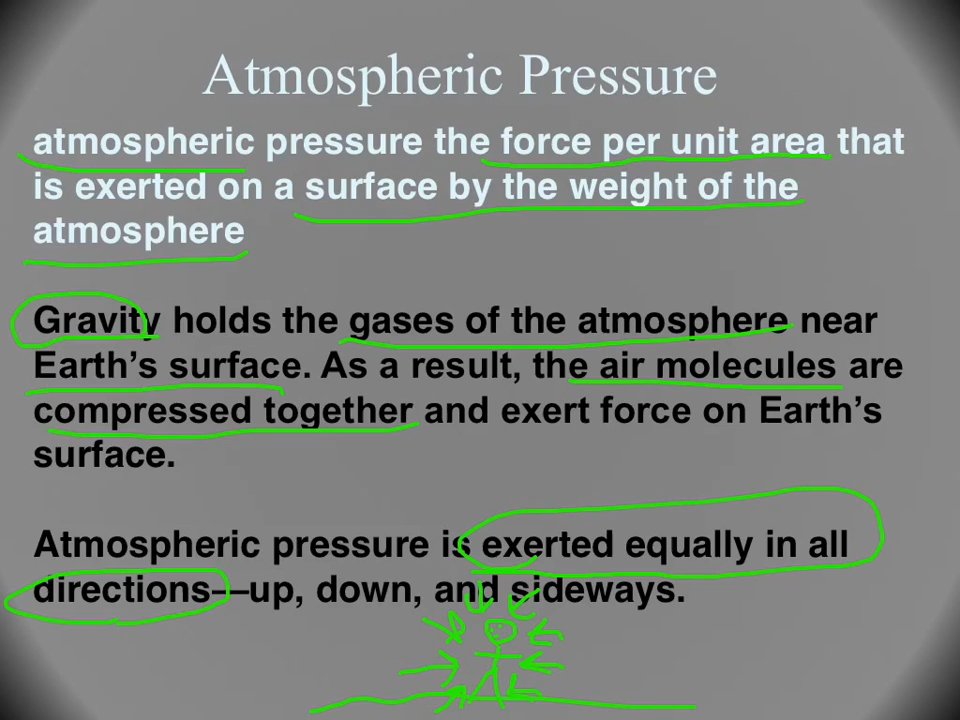 Atmospheric Pressure
atmospheric pressure the force per unit area that
is exerted on a surface by the weight of the
atmosphere
Gravity holds the gases of the atmosphere near
Earth’s surface. As a result, the air molecules are
compressed together and exert force on Earth’s
surface.
Atmospheric pressure is exerted equally in all
directions—up, down, and sideways.